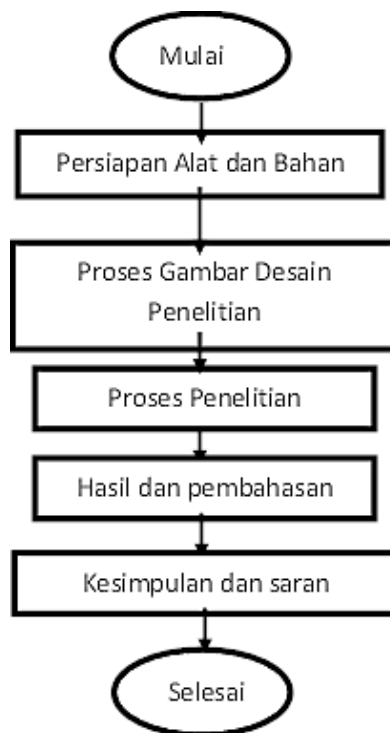 Mulai
Persiapan Alat dan Bahan
Proses Gambar Desain
Penelitian
Proses Penelitian
Hasil dan pembahasan
Kesimpulan dan saran
Selesai